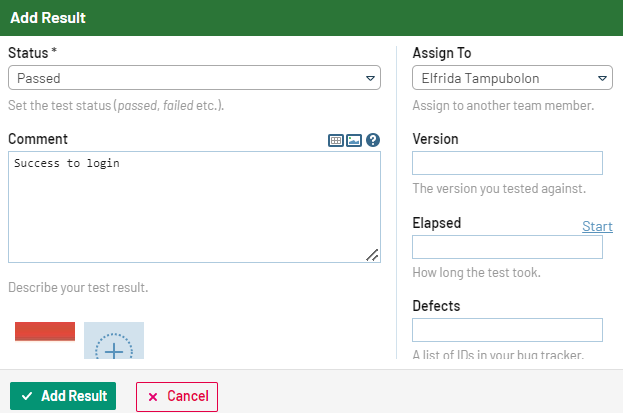 Add Result
Status *
Passed
Set the test status (passed, failed etc.).
Comment
Success to login
Describe your test result.
Assign To
Elfrida Tampubolon
Assign to another team member.
Version
The version you tested against.
Elapsed
Start
How long the test took.
Defects
A list of IDs in your bug tracker.
Add Result
Cancel